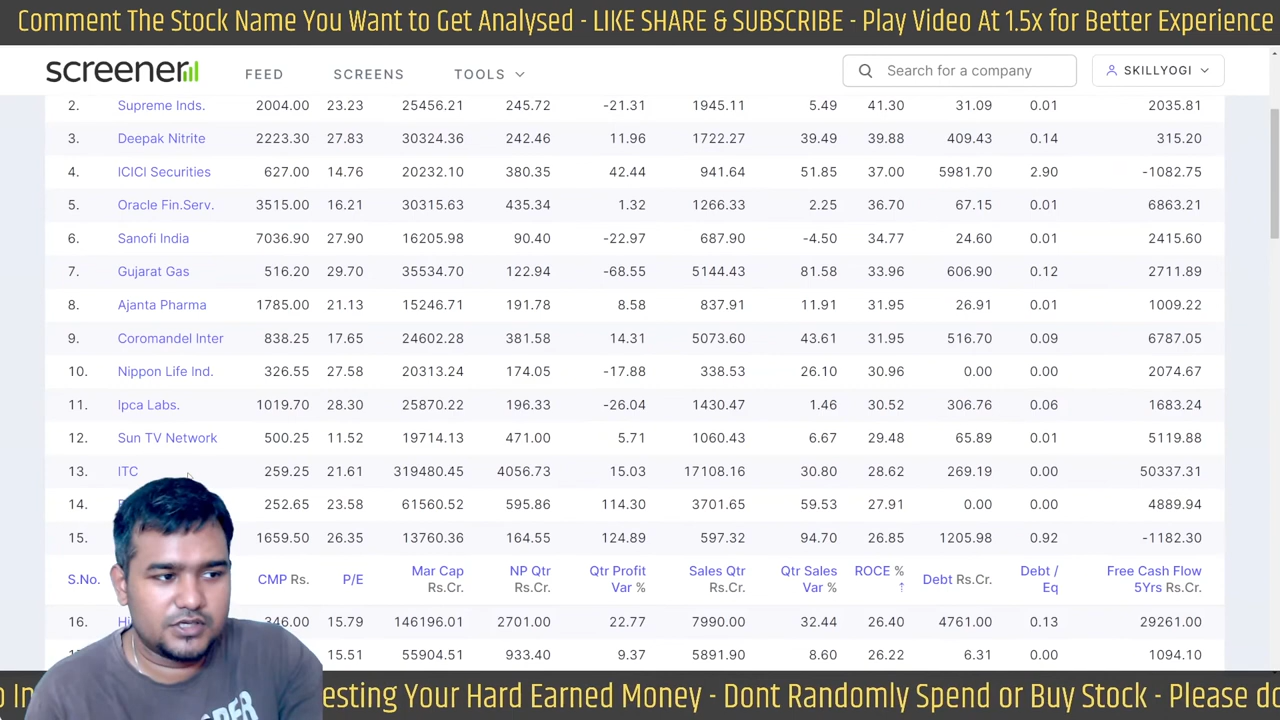 Comment The Stock Name You Want to Get Analysed - LIKE SHARE & SUBSCRIBE - Play Video At 1.5x for Better Experience
screener FEED SCREENS TOOLS Search for a company SKILLYOGI
2. Supreme Inds. 2004.00 23.23 25456.21 245.72 -21.31 1945.11 5.49 41.30 31.09 0.01 2035.81
3. Deepak Nitrite 2223.30 27.83 30324.36 242.46 11.96 1722.27 39.49 39.88 409.43 0.14 315.20
4. ICICI Securities 627.00 14.76 20232.10 380.35 42.44 941.64 51.85 37.00 5981.70 2.90 -1082.75
5. Oracle Fin.Serv. 3515.00 16.21 30315.63 435.34 1.32 1266.33 2.25 36.70 67.15 0.01 6863.21
6. Sanofi India 7036.90 27.90 16205.98 90.40 -22.97 687.90 -4.50 34.77 24.60 0.01 2415.60
7. Gujarat Gas 516.20 29.70 35534.70 122.94 -68.55 5144.43 81.58 33.96 606.90 0.12 2711.89
8. Ajanta Pharma 1785.00 21.13 15246.71 191.78 8.58 837.91 11.91 31.95 26.91 0.01 1009.22
9. Coromandel Inter 838.25 17.65 24602.28 381.58 14.31 5073.60 43.61 31.95 516.70 0.09 6787.05
10. Nippon Life Ind. 326.55 27.58 20313.24 174.05 -17.88 338.53 26.10 30.96 0.00 0.00 2074.67
11. Ipca Labs. 1019.70 28.30 25870.22 196.33 -26.04 1430.47 1.46 30.52 306.76 0.06 1683.24
12. Sun TV Network 500.25 11.52 19714.13 471.00 5.71 1060.43 6.67 29.48 65.89 0.01 5119.88
13. ITC 259.25 21.61 319480.45 4056.73 15.03 17108.16 30.80 28.62 269.19 0.00 50337.31
14. 252.65 23.58 61560.52 595.86 114.30 3701.65 59.53 27.91 0.00 0.00 4889.94
15. 1659.50 26.35 13760.36 164.55 124.89 597.32 94.70 26.85 1205.98 0.92 -1182.30
S.No. CMP Rs. P/E Mar Cap Rs.Cr. NP Qtr Rs.Cr. Qtr Profit Var % Sales Qtr Rs.Cr. Qtr Sales Var % ROCE % ↑ Debt Rs.Cr. Debt / Eq Free Cash Flow 5Yrs Rs.Cr.
16. 346.00 15.79 146196.01 2701.00 22.77 7990.00 32.44 26.40 4761.00 0.13 29261.00
15.51 55904.51 933.40 9.37 5891.90 8.60 26.22 6.31 0.00 1094.10
esting Your Hard Earned Money - Dont Randomly Spend or Buy Stock - Please do